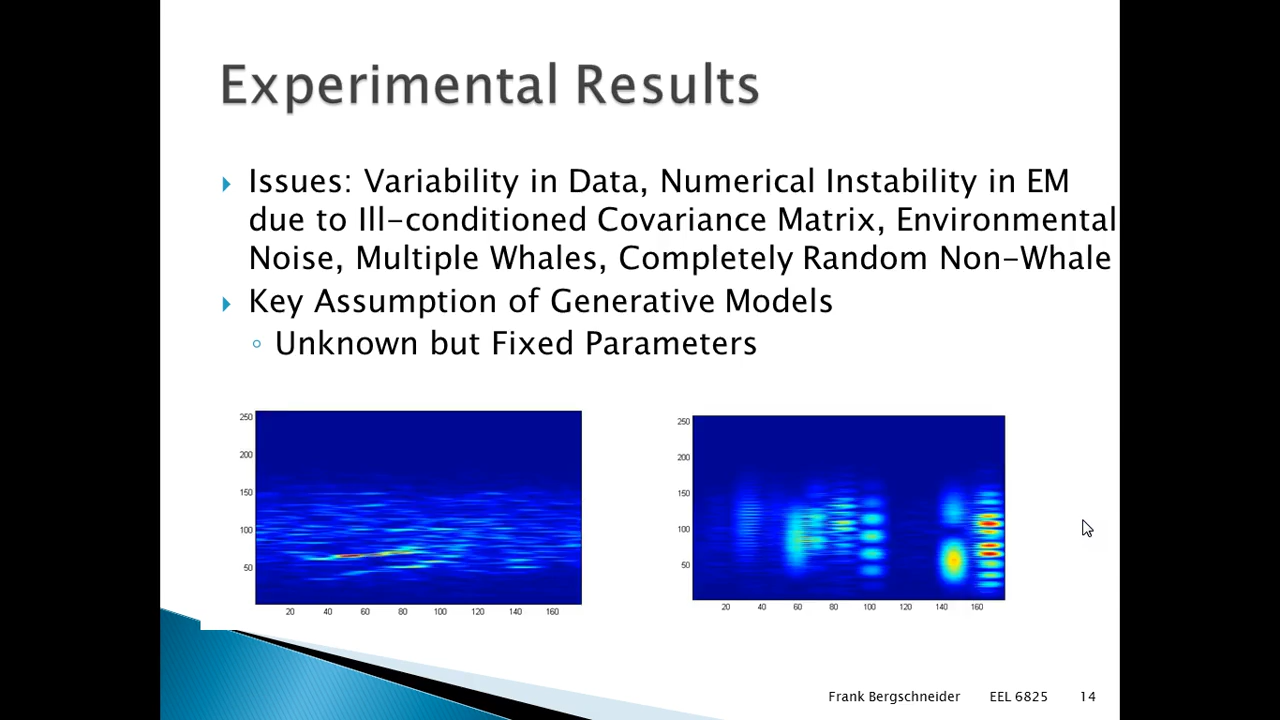 Experimental Results
Issues: Variability in Data, Numerical Instability in EM
due to Ill-conditioned Covariance Matrix, Environmental
Noise, Multiple Whales, Completely Random Non-Whale
Key Assumption of Generative Models
Unknown but Fixed Parameters
250
200
150
100
50
20 40 60 80 100 120 140 160
250
200
150
100
50
20 40 60 80 100 120 140 160
Frank Bergschneider EEL 6825 14